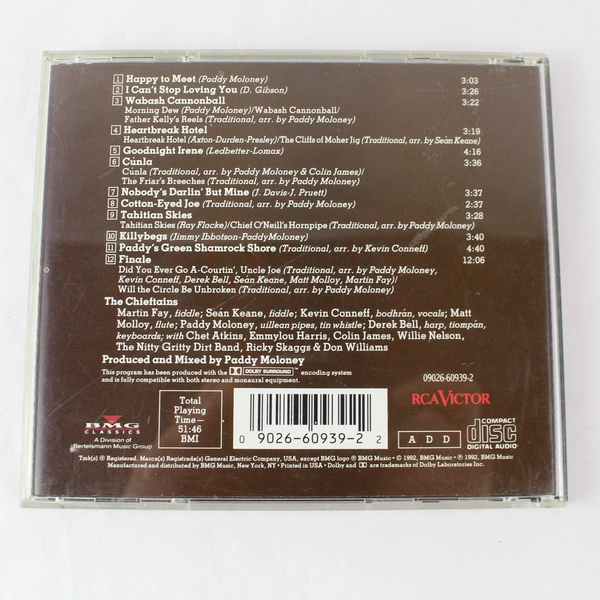 1 Happy to Meet (Paddy Moloney) 3:03
2 I Can't Stop Loving You (D. Gibson) 3:26
3 Wabash Cannonball 3:22
Morning Dew (Paddy Moloney)/Wabash Cannonball/
Father Kelly's Reels (Traditional, arr. by Paddy Moloney)
4 Heartbreak Hotel 3:19
Heartbreak Hotel (Axton-Durden-Presley)/The Cliffs of Moher Jig (Traditional, arr. by Seán Keane)
5 Goodnight Irene (Ledbetter-Lomax) 4:16
6 Cúnla 3:36
Cúnla (Traditional, arr. by Paddy Moloney & Colin James)/
The Friar's Breeches (Traditional, arr. by Paddy Moloney)
7 Nobody's Darlin' But Mine (J. Davis-J. Pruett) 3:37
8 Cotton-Eyed Joe (Traditional, arr. by Paddy Moloney) 2:37
9 Tahitian Skies 3:28
Tahitian Skies (Ray Flacke)/Chief O'Neill's Hornpipe (Traditional, arr. by Paddy Moloney)
10 Killybegs (Jimmy Ibbotson-Paddy Moloney) 3:40
11 Paddy's Green Shamrock Shore (Traditional, arr. by Kevin Conneff) 4:40
12 Finale 12:06
Did You Ever Go A-Courtin', Uncle Joe (Traditional, arr. by Paddy Moloney,
Kevin Conneff, Derek Bell, Seán Keane, Matt Molloy, Martin Fay)/
Will the Circle Be Unbroken (Traditional, arr. by Paddy Moloney)
The Chieftains
Martin Fay, fiddle; Seán Keane, fiddle; Kevin Conneff, bodhrán, vocals; Matt
Molloy, flute; Paddy Moloney, uillean pipes, tin whistle; Derek Bell, harp, tiompán,
keyboards; with Chet Atkins, Emmylou Harris, Colin James, Willie Nelson,
The Nitty Gritty Dirt Band, Ricky Skaggs & Don Williams
Produced and Mixed by Paddy Moloney
This program has been produced with the DOLBY SURROUND encoding system
and is fully compatible with both stereo and monaural equipment.
09026-60939-2
BMG
CLASSICS
A Division of
Bertelsmann Music Group
Total
Playing
Time—
51:46
BMI
0 9026-60939-2 2
RCA VICTOR
A D D
COMPACT
disc
DIGITAL AUDIO
Tmk(s) ® Registered. Marca(s) Registrada(s) General Electric Company, USA, except BMG logo ® BMG Music • © 1992, BMG Music • ℗ 1992, BMG Music
Manufactured and distributed by BMG Music, New York, NY • Printed in USA • Dolby and DD are trademarks of Dolby Laboratories Inc.